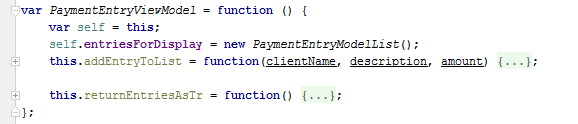 var PaymentEntryViewModel = function () {
    var self = this;
    self.entriesForDisplay = new PaymentEntryModelList();
    this.addEntryToList = function(clientName, description, amount) {...};

    this.returnEntriesAsTr = function() {...};
};